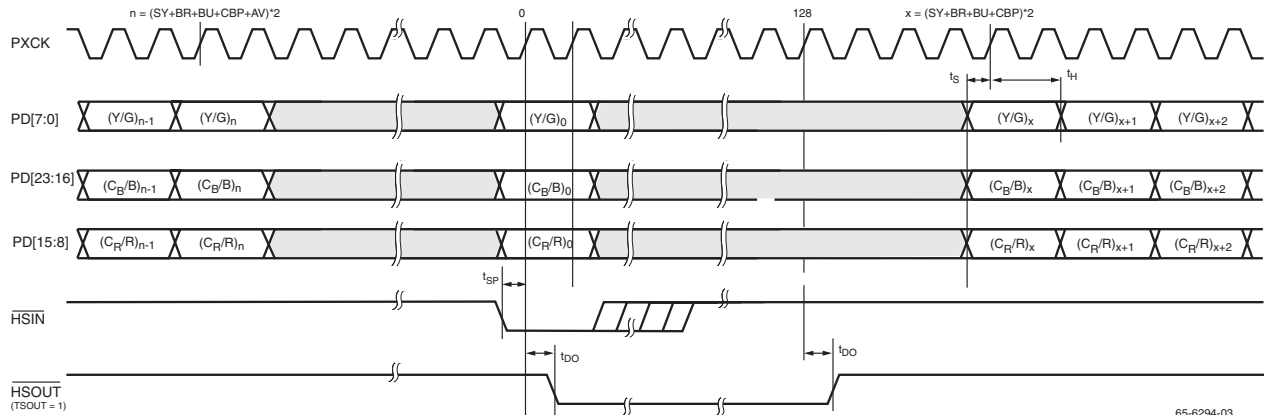 n = (SY+BR+BU+CBP+AV)*2 0 128 x = (SY+BR+BU+CBP)*2
PXCK
tS tH
PD[7:0] (Y/G)n-1 (Y/G)n (Y/G)0 (Y/G)x (Y/G)x+1 (Y/G)x+2
PD[23:16] (CB/B)n-1 (CB/B)n (CB/B)0 (CB/B)x (CB/B)x+1 (CB/B)x+2
PD[15:8] (CR/R)n-1 (CR/R)n (CR/R)0 (CR/R)x (CR/R)x+1 (CR/R)x+2
tSP
HSIN
tDO tDO
HSOUT
(TSOUT = 1)
65-6294-03